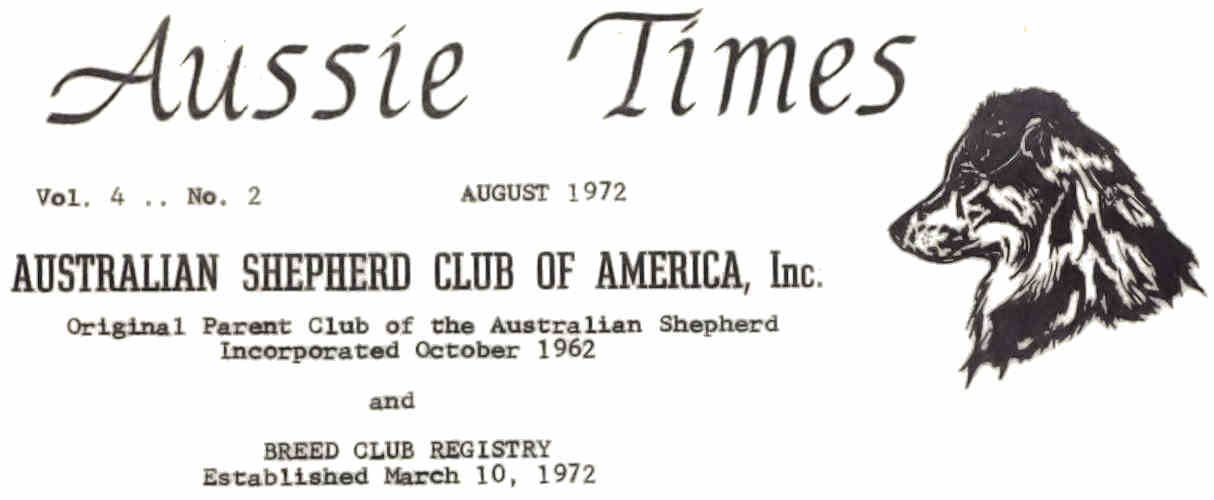 Aussie Times
Vol. 4 .. No. 2 AUGUST 1972
AUSTRALIAN SHEPHERD CLUB OF AMERICA, Inc.
Original Parent Club of the Australian Shepherd
Incorporated October 1962
and
BREED CLUB REGISTRY
Established March 10, 1972